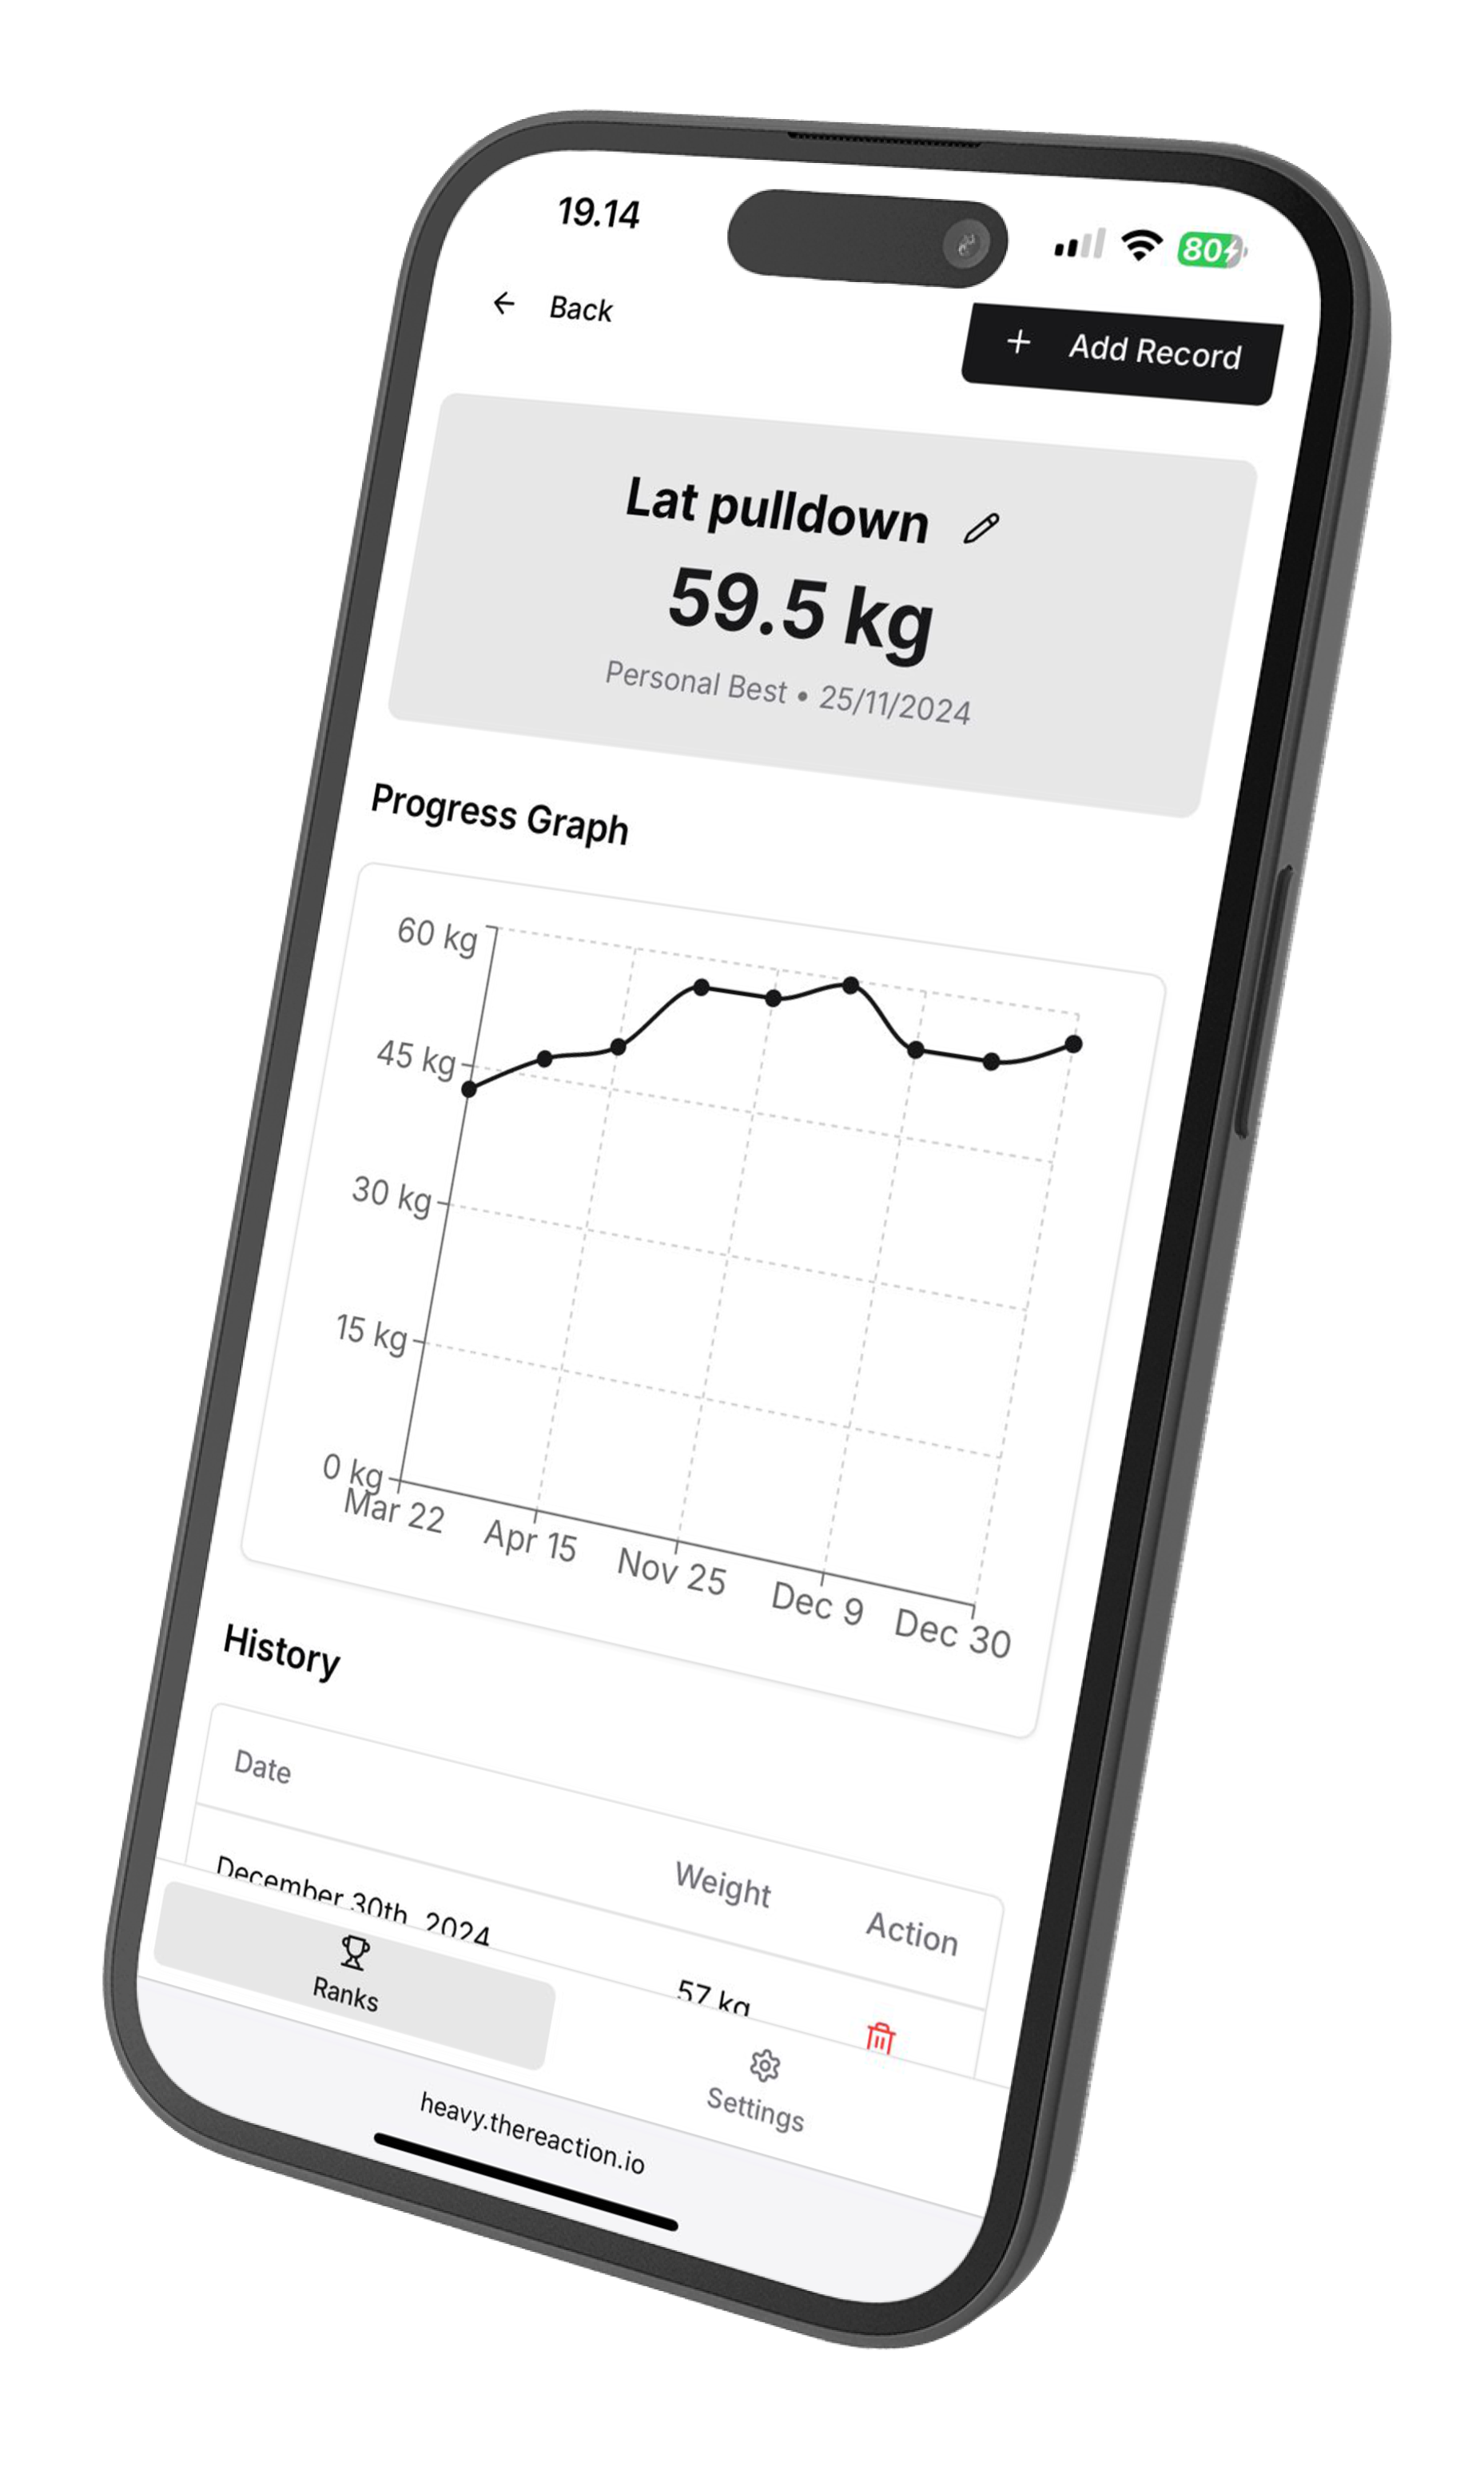 19.14
80
Back
Add Record
Lat pulldown
59.5 kg
Personal Best • 25/11/2024
Progress Graph
60 kg
45 kg
30 kg
15 kg
0 kg
Mar 22
Apr 15
Nov 25
Dec 9
Dec 30
History
Date
Weight
Action
December 30th, 2024
57 kg
Ranks
Settings
heavy.thereaction.io